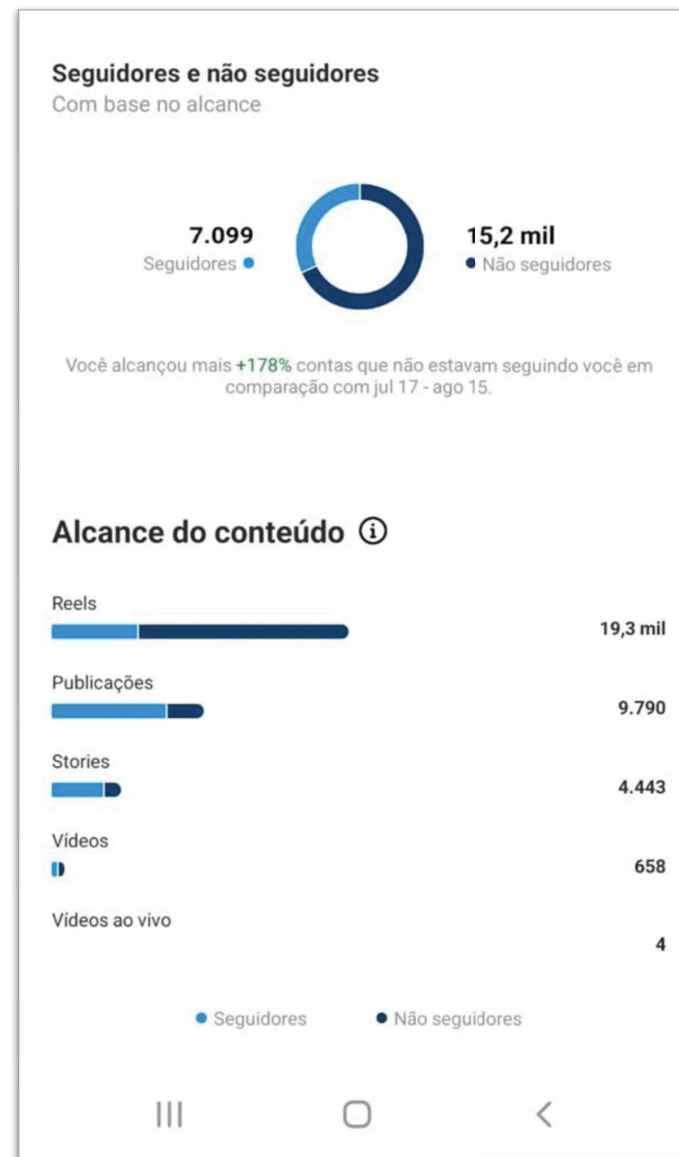 Seguidores e não seguidores
Com base no alcance
7.099
Seguidores
15,2 mil
Não seguidores
Você alcançou mais +178% contas que não estavam seguindo você em
comparação com jul 17 - ago 15.
Alcance do conteúdo
Reels
19,3 mil
Publicações
9.790
Stories
4.443
Vídeos
658
Vídeos ao vivo
4
Seguidores Não seguidores